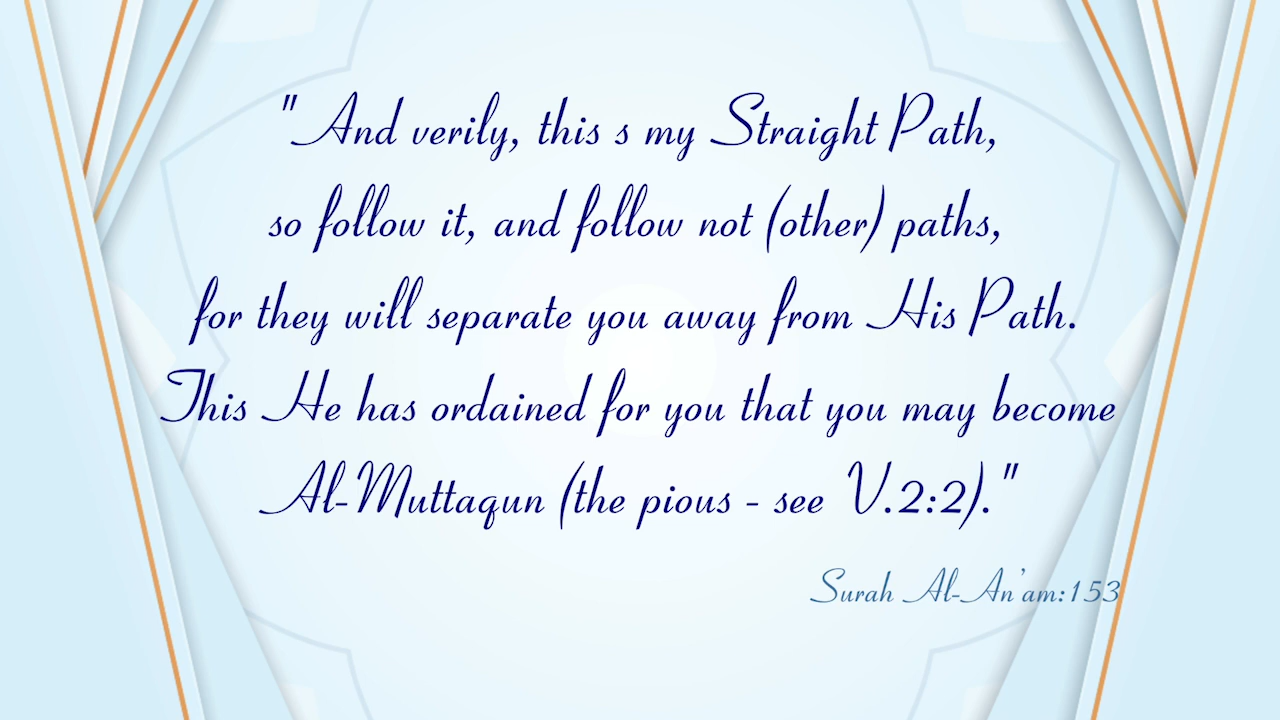 "And verily, this s my Straight Path,
so follow it, and follow not (other) paths,
for they will separate you away from His Path.
This He has ordained for you that you may become
Al-Muttaqun (the pious - see V.2:2)."
Surah Al-An'am:153